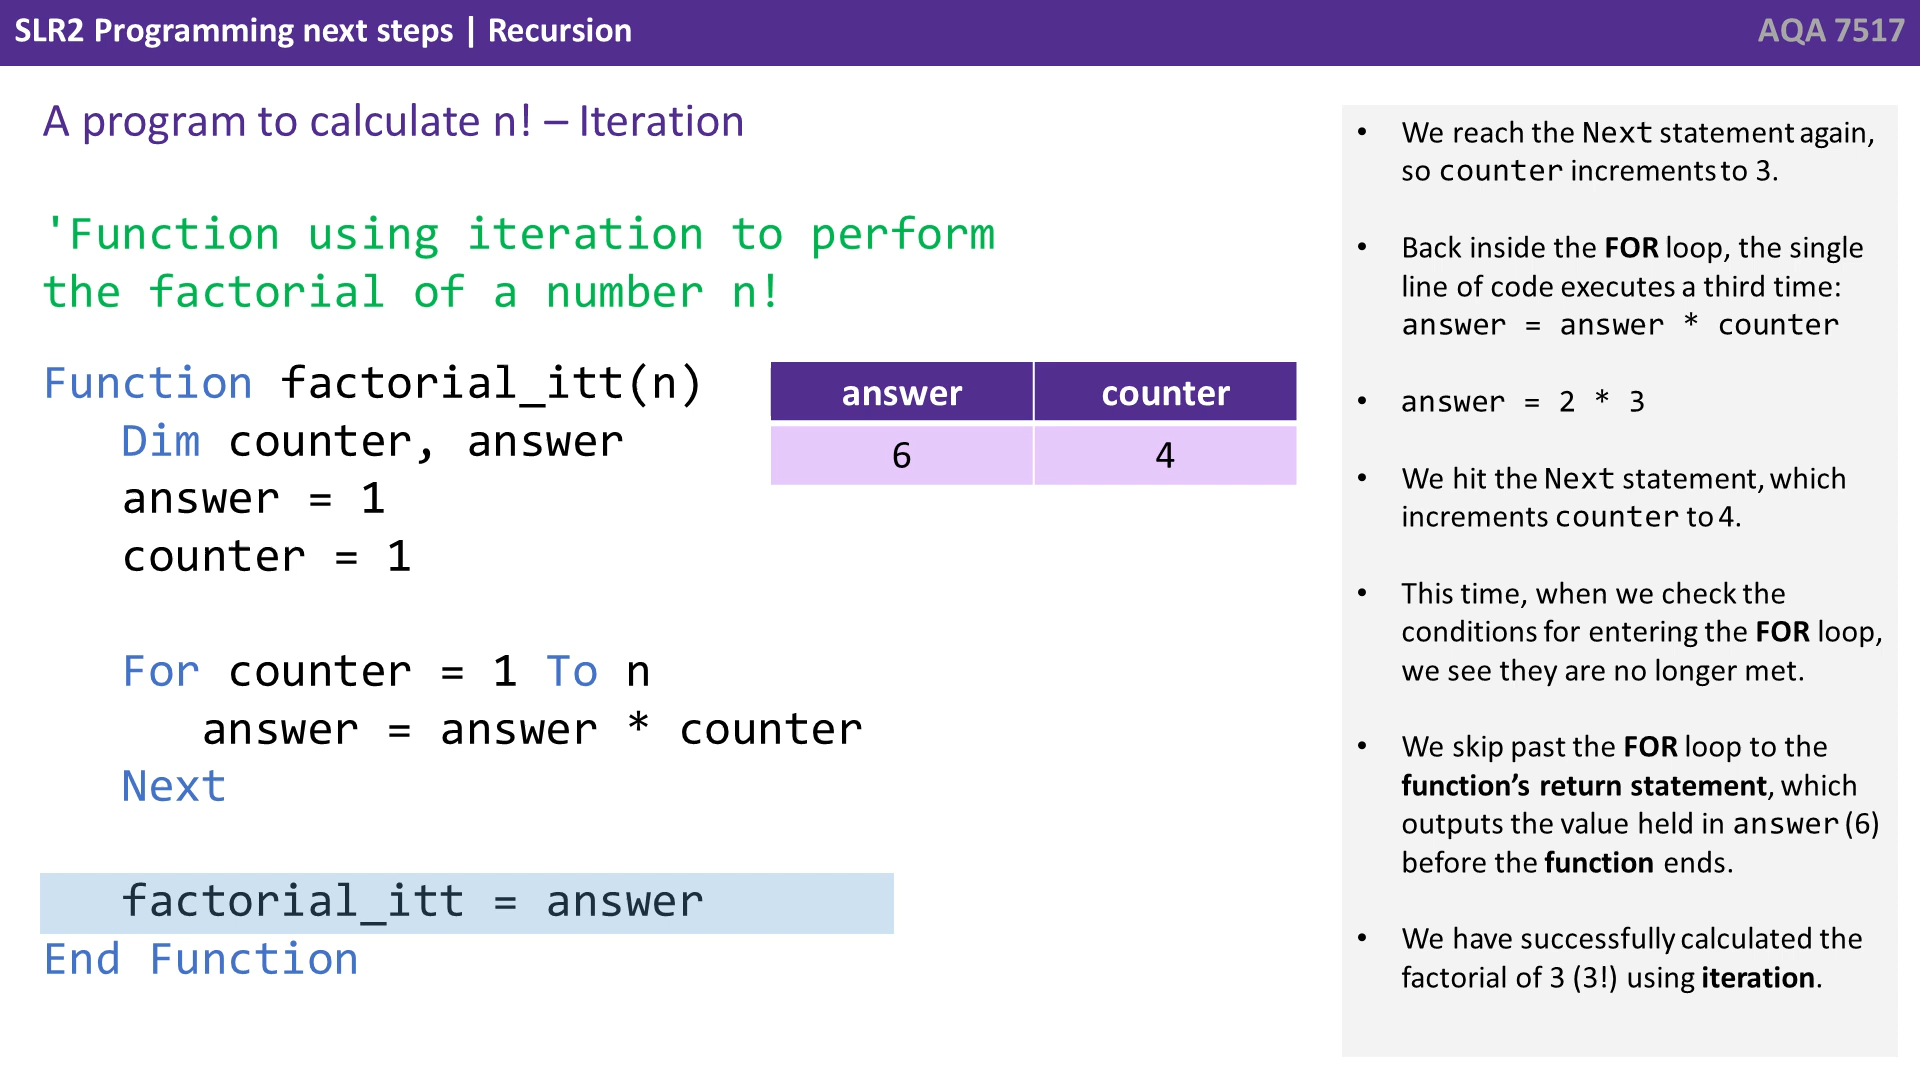 SLR2 Programming next steps | Recursion
AQA 7517
A program to calculate n! – Iteration
'Function using iteration to perform
the factorial of a number n!
Function factorial_itt(n)
Dim counter, answer
answer = 1
counter = 1
For counter = 1 To n
answer = answer * counter
Next
factorial_itt = answer
End Function
answer counter
6 4
• We reach the Next statement again,
so counter increments to 3.
• Back inside the FOR loop, the single
line of code executes a third time:
answer = answer * counter
• answer = 2 * 3
• We hit the Next statement, which
increments counter to 4.
• This time, when we check the
conditions for entering the FOR loop,
we see they are no longer met.
• We skip past the FOR loop to the
function’s return statement, which
outputs the value held in answer (6)
before the function ends.
• We have successfully calculated the
factorial of 3 (3!) using iteration.